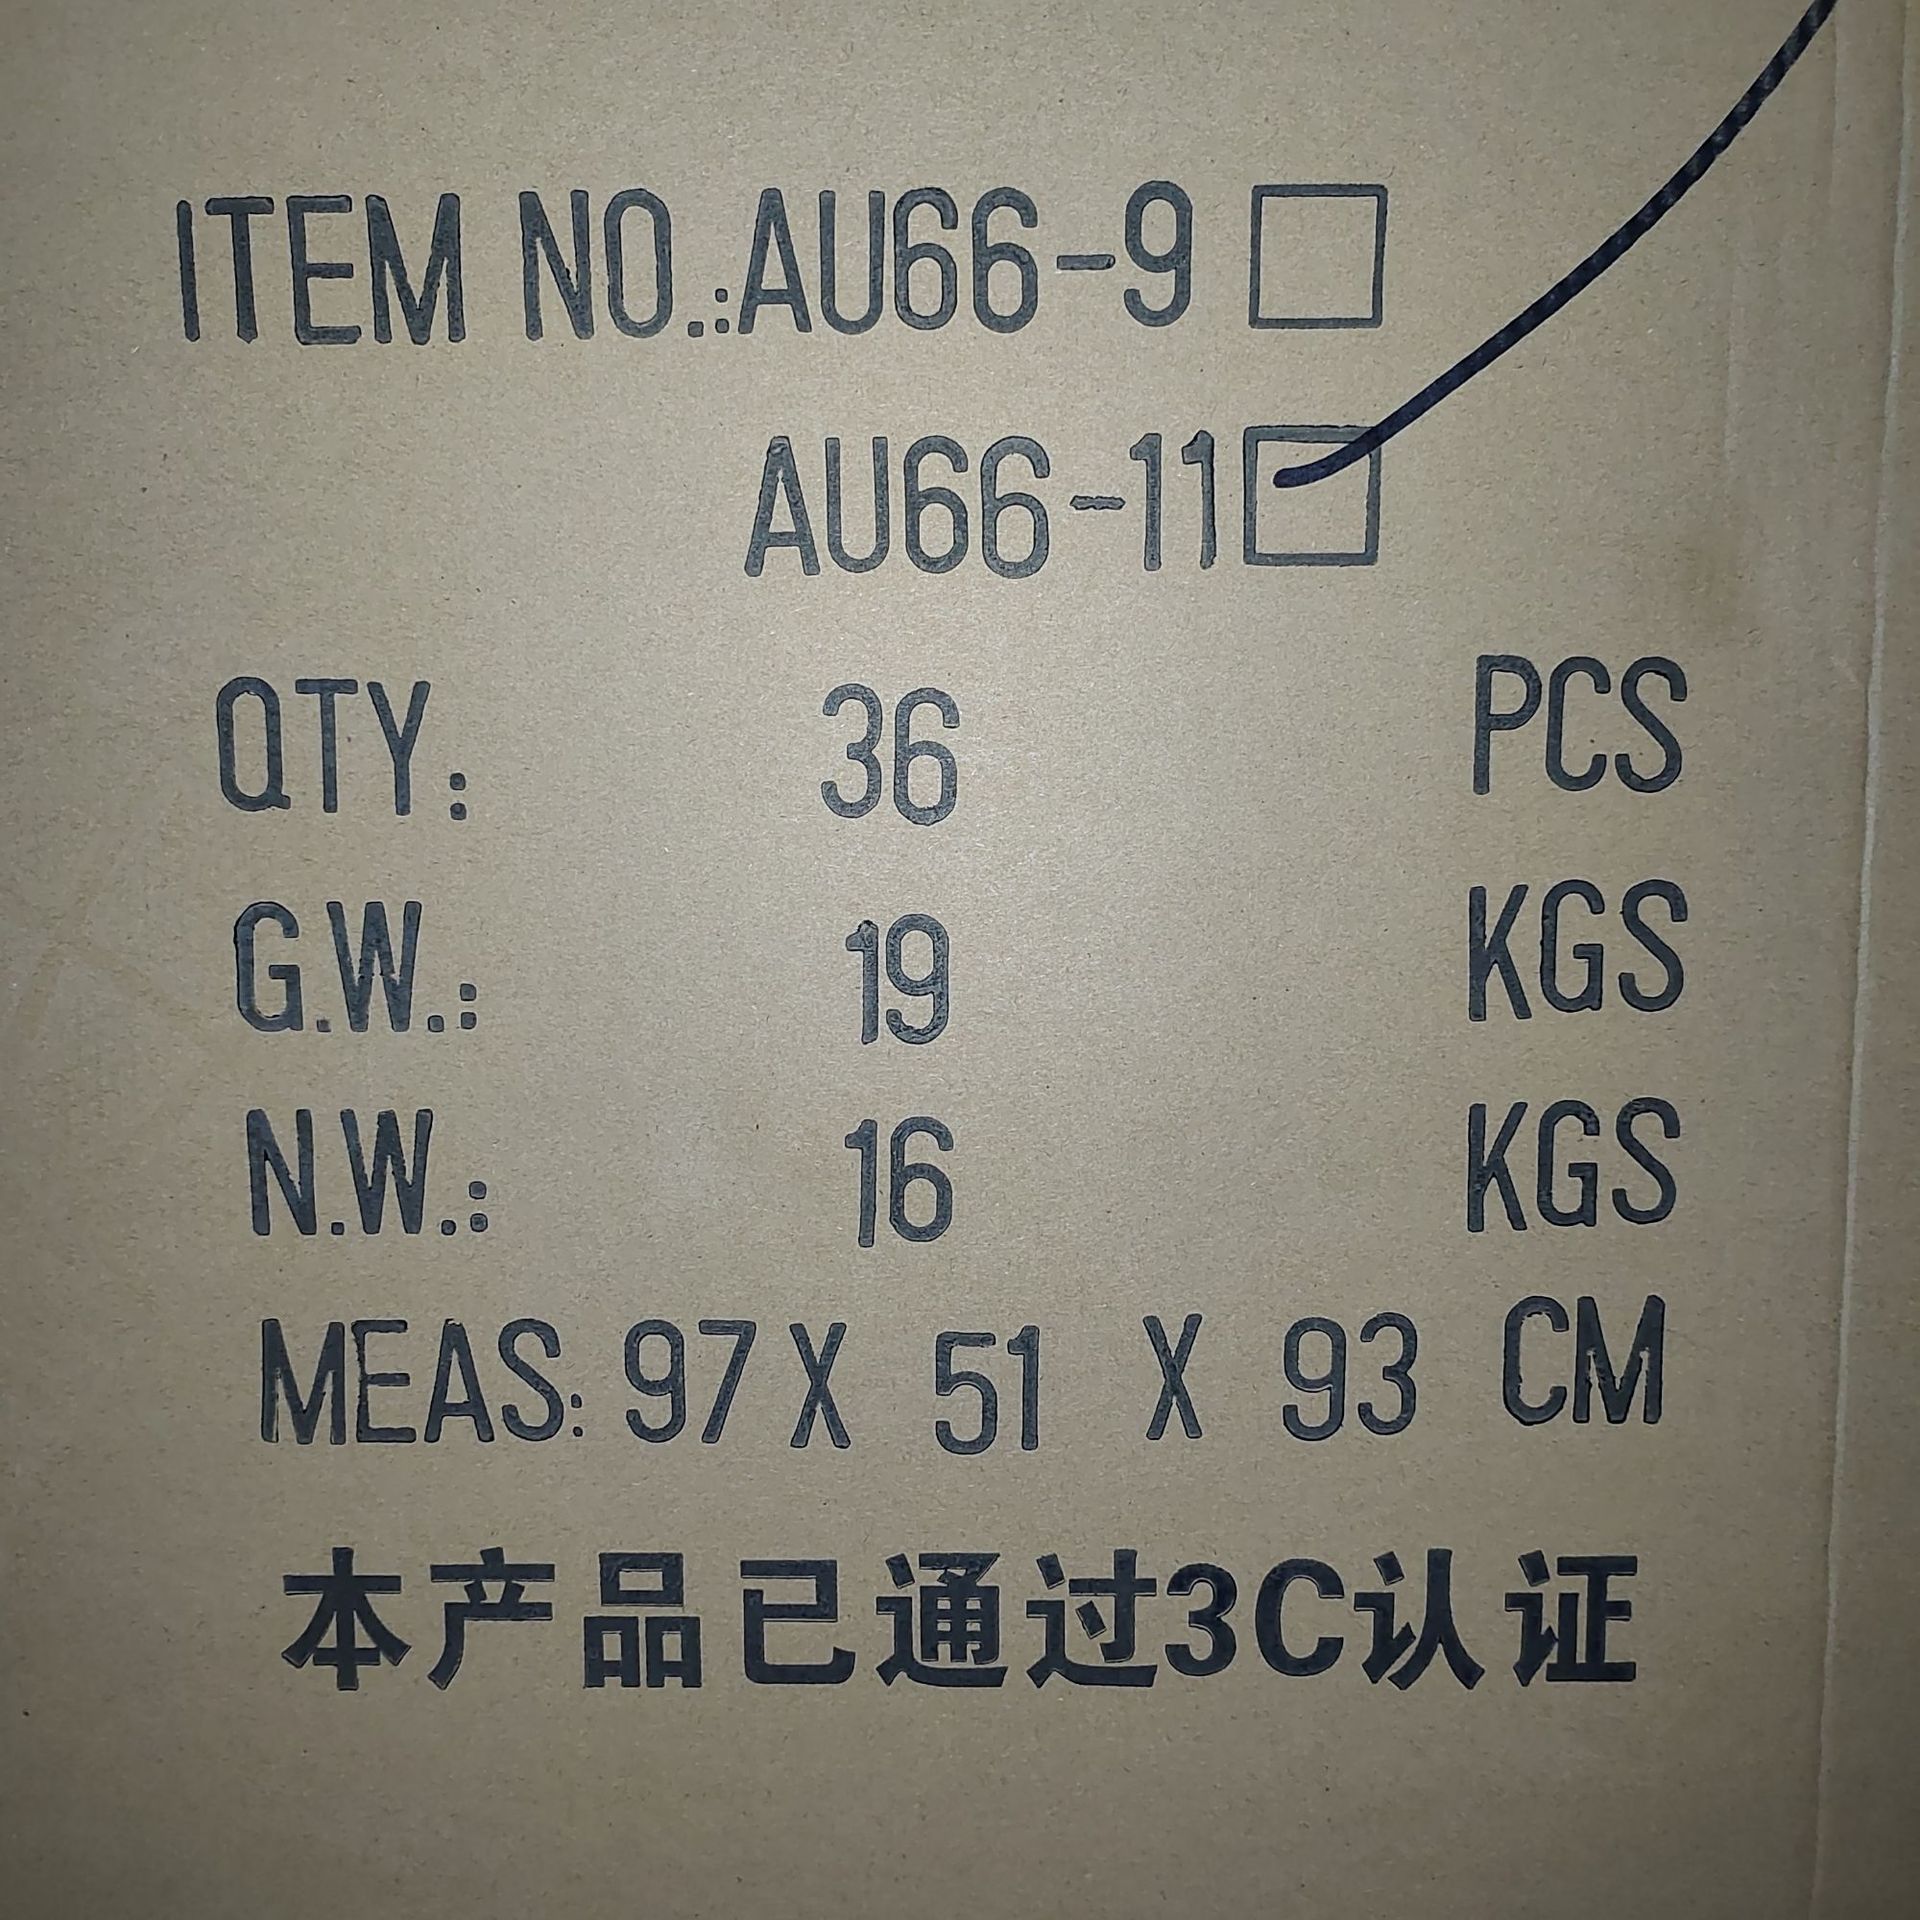 ITEM NO.:AU66-9
AU66-11
QTY: 36 PCS
G.W.: 19 KGS
N.W.: 16 KGS
MEAS: 97 X 51 X 93 CM
本产品已通过3C认证